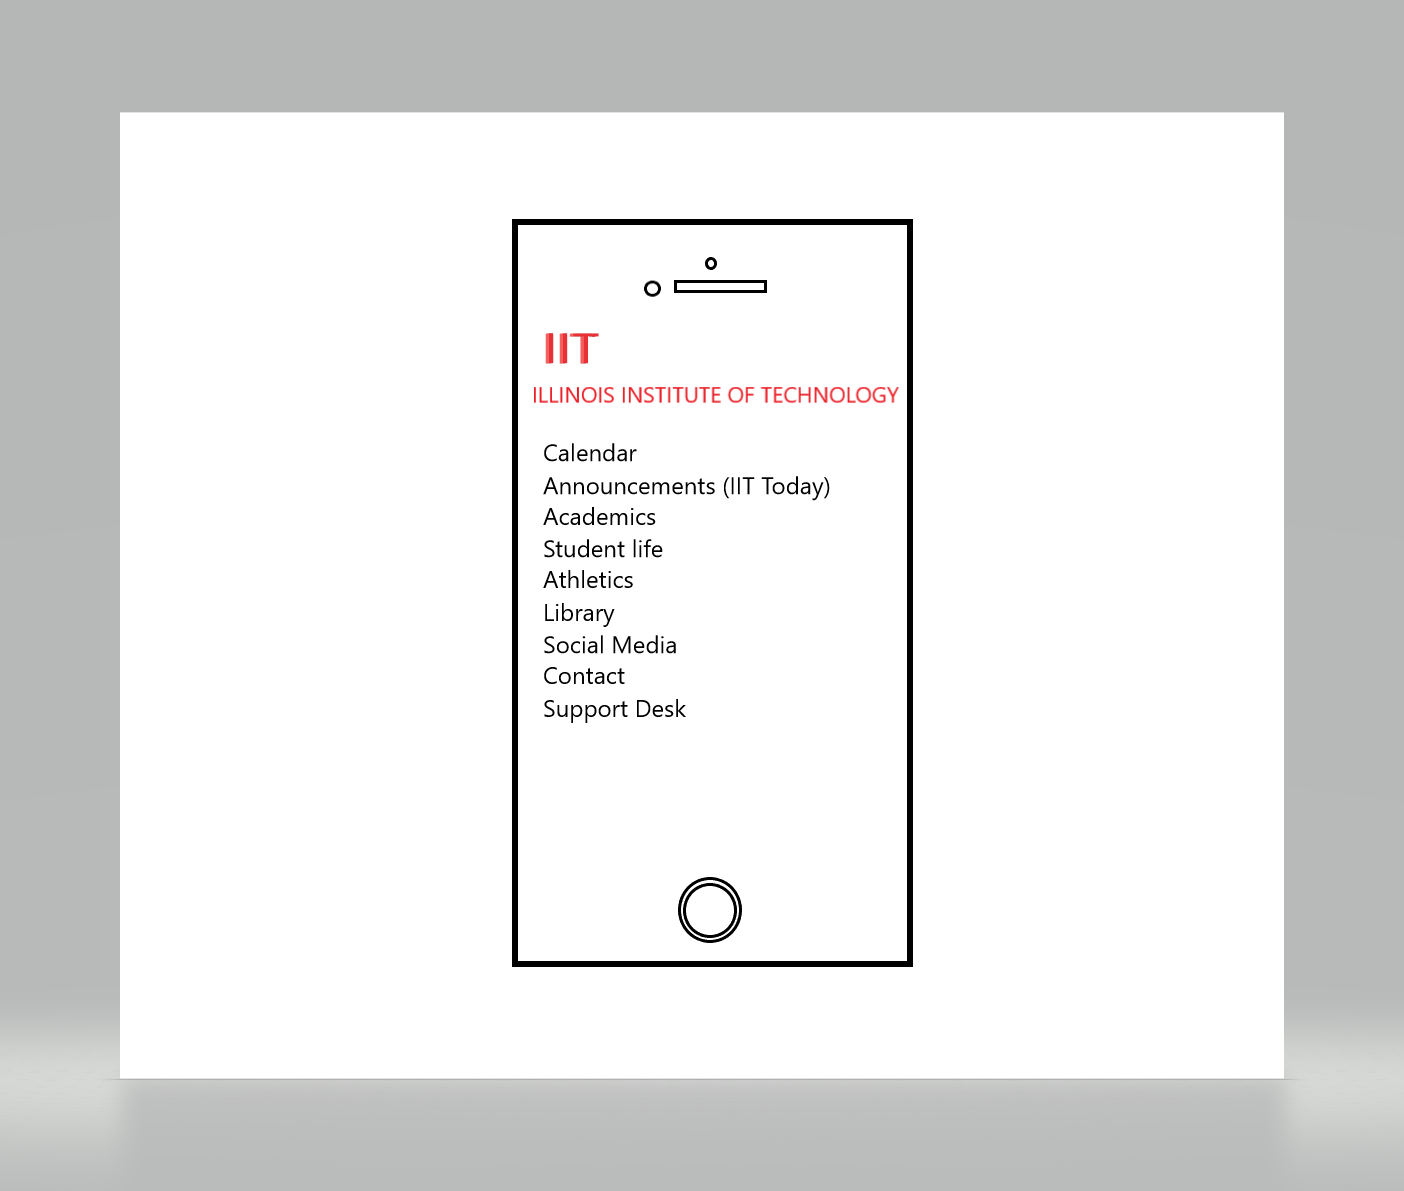 IIT
ILLINOIS INSTITUTE OF TECHNOLOGY
Calendar
Announcements (IIT Today)
Academics
Student life
Athletics
Library
Social Media
Contact
Support Desk